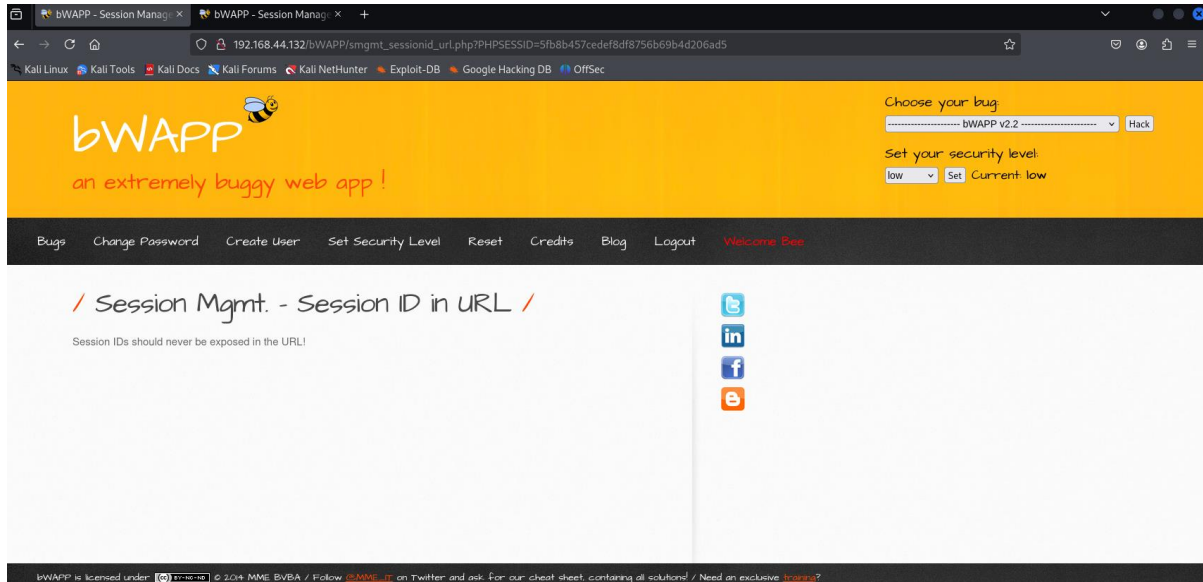 bWAPP - Session Manage × bWAPP - Session Manage × +
192.168.44.132/bWAPP/smgmt_sessionid_url.php?PHPSESSID=5fb8b457cedef8df8756b69b4d206ad5
Kali Linux Kali Tools Kali Docs Kali Forums Kali NetHunter Exploit-DB Google Hacking DB OffSec
bWAPP
an extremely buggy web app !
Choose your bug:
--------------------- bWAPP v2.2 ----------------------- Hack
Set your security level:
low Set Current: low
Bugs Change Password Create User Set Security Level Reset Credits Blog Logout Welcome Bee
/ Session Mgmt. - Session ID in URL /
Session IDs should never be exposed in the URL!
bWAPP is licensed under BY-NC-ND © 2014 MME BVBA / Follow @MME_IT on Twitter and ask for our cheat sheet, containing all solutions! / Need an exclusive training?